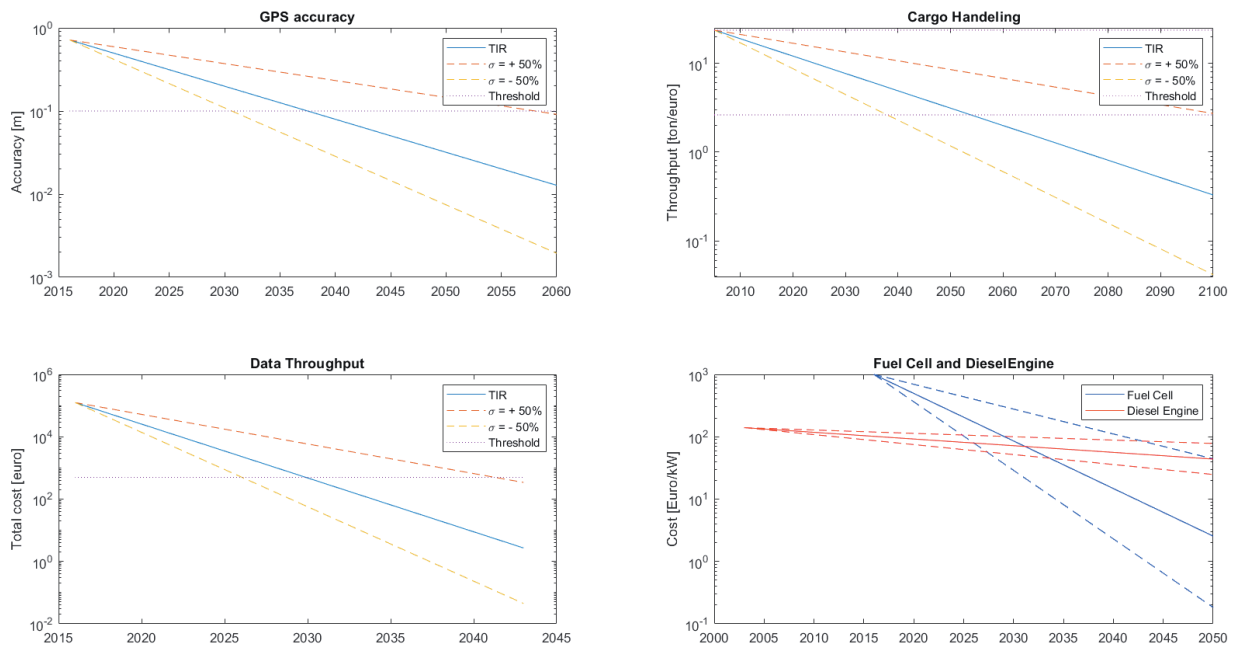 GPS accuracy
Accuracy [m]
10^0
10^-1
10^-2
10^-3
2015 2020 2025 2030 2035 2040 2045 2050 2055 2060
TIR
σ = + 50%
σ = - 50%
Threshold
Cargo Handeling
Throughput [ton/euro]
10^1
10^0
10^-1
2010 2020 2030 2040 2050 2060 2070 2080 2090 2100
TIR
σ = + 50%
σ = - 50%
Threshold
Data Throughput
Total cost [euro]
10^6
10^4
10^2
10^0
10^-2
2015 2020 2025 2030 2035 2040 2045
TIR
σ = + 50%
σ = - 50%
Threshold
Fuel Cell and DieselEngine
Cost [Euro/kW]
10^3
10^2
10^1
10^0
10^-1
2000 2005 2010 2015 2020 2025 2030 2035 2040 2045 2050
Fuel Cell
Diesel Engine